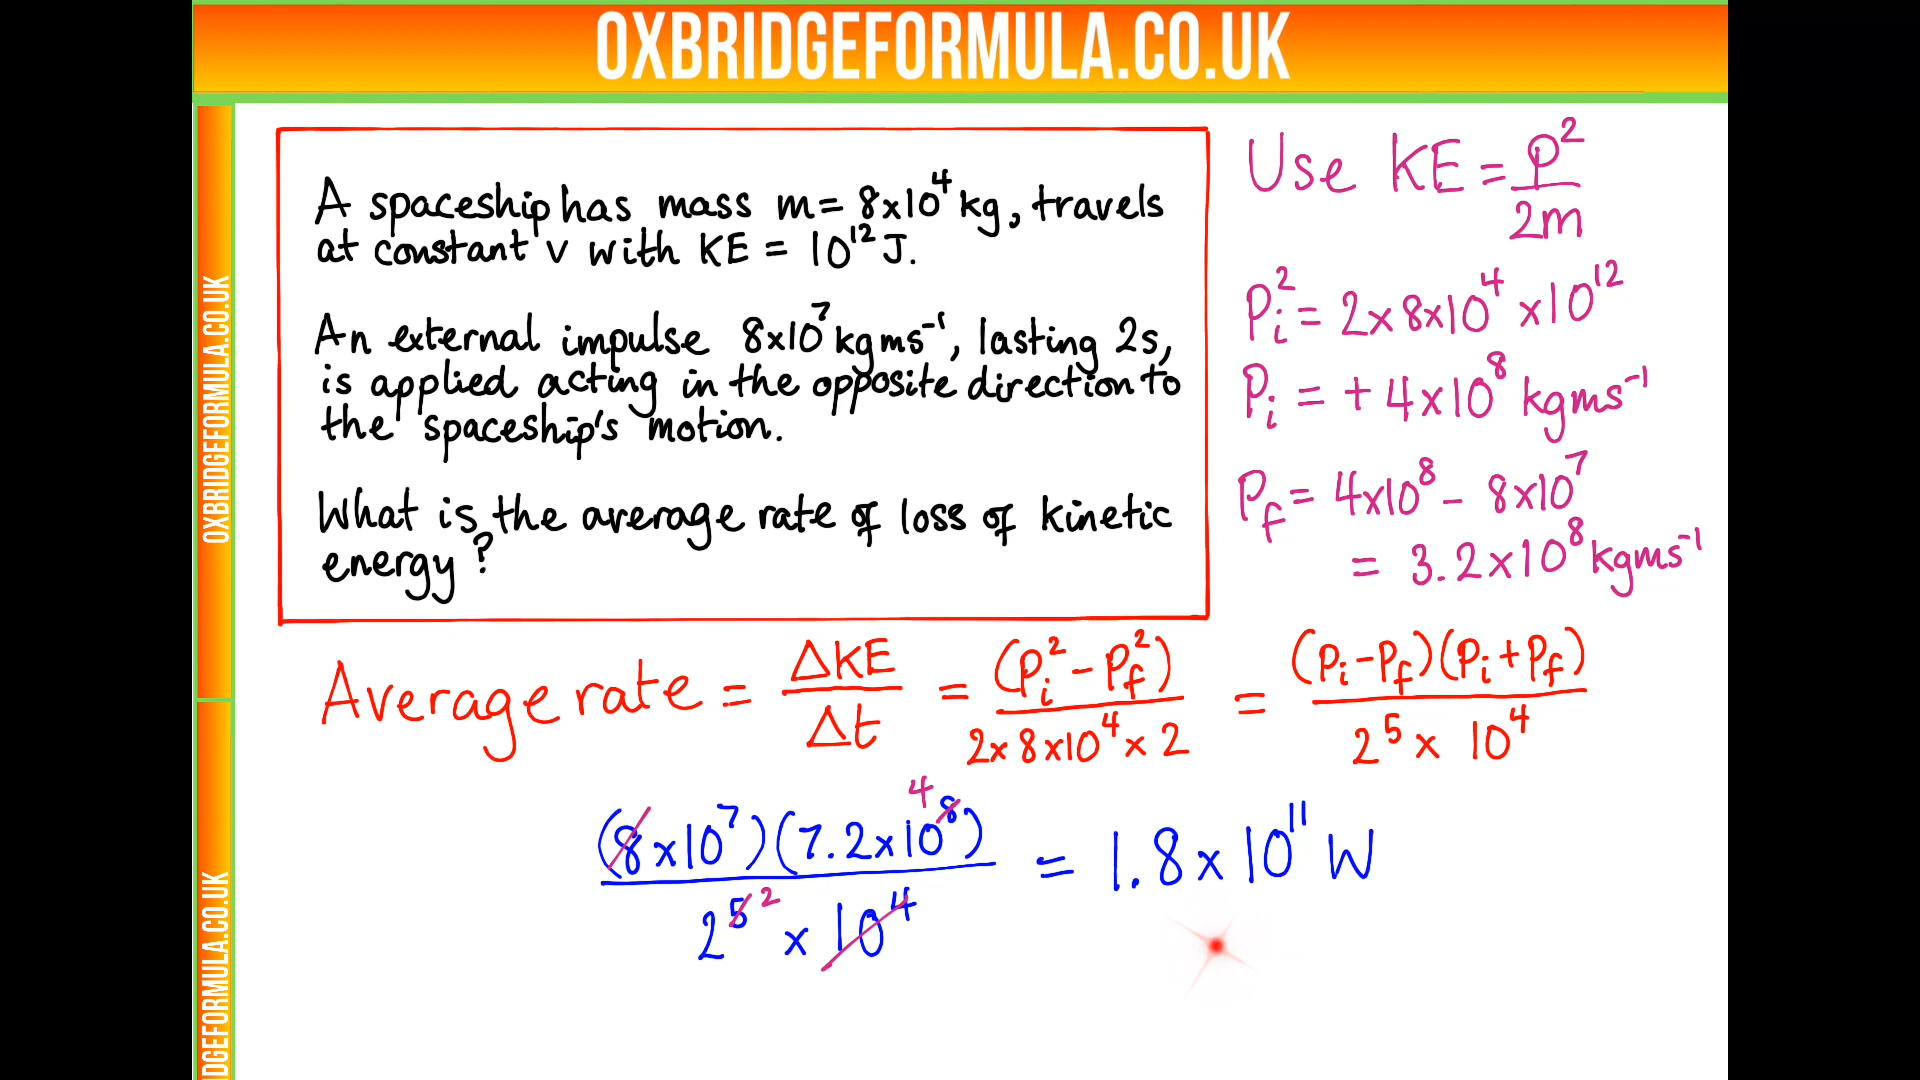 OXBRIDGEFORMULA.CO.UK
OXBRIDGEFORMULA.CO.UK
DGEFORMULA.CO.UK
A spaceship has mass m = 8x10⁴ kg, travels
at constant v with KE = 10¹² J.
An external impulse 8x10⁷ kgms⁻¹, lasting 2s,
is applied acting in the opposite direction to
the spaceship's motion.
What is the average rate of loss of kinetic
energy?
Use KE = p²/2m
Pᵢ² = 2x8x10⁴ x10¹²
Pᵢ = + 4x10⁸ kgms⁻¹
P_f = 4x10⁸ - 8x10⁷
= 3.2x10⁸ kgms⁻¹
Average rate = ΔKE/Δt = (Pᵢ² - P_f²)/(2x8x10⁴x2) = (Pᵢ-P_f)(Pᵢ+P_f)/(2⁵ x 10⁴)
4
(8x10⁷)(7.2x10⁸) = 1.8x10¹¹ W
2⁵ ² x 10⁴